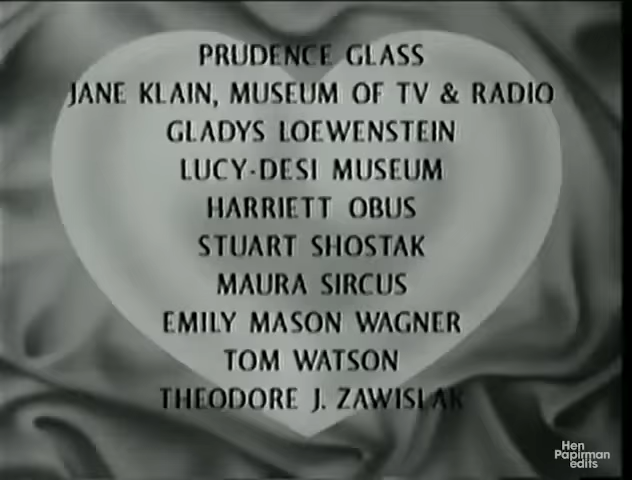 PRUDENCE GLASS
JANE KLAIN, MUSEUM OF TV & RADIO
GLADYS LOEWENSTEIN
LUCY-DESI MUSEUM
HARRIETT OBUS
STUART SHOSTAK
MAURA SIRCUS
EMILY MASON WAGNER
TOM WATSON
THEODORE J. ZAWISLAK
Hen
Papirman
edits